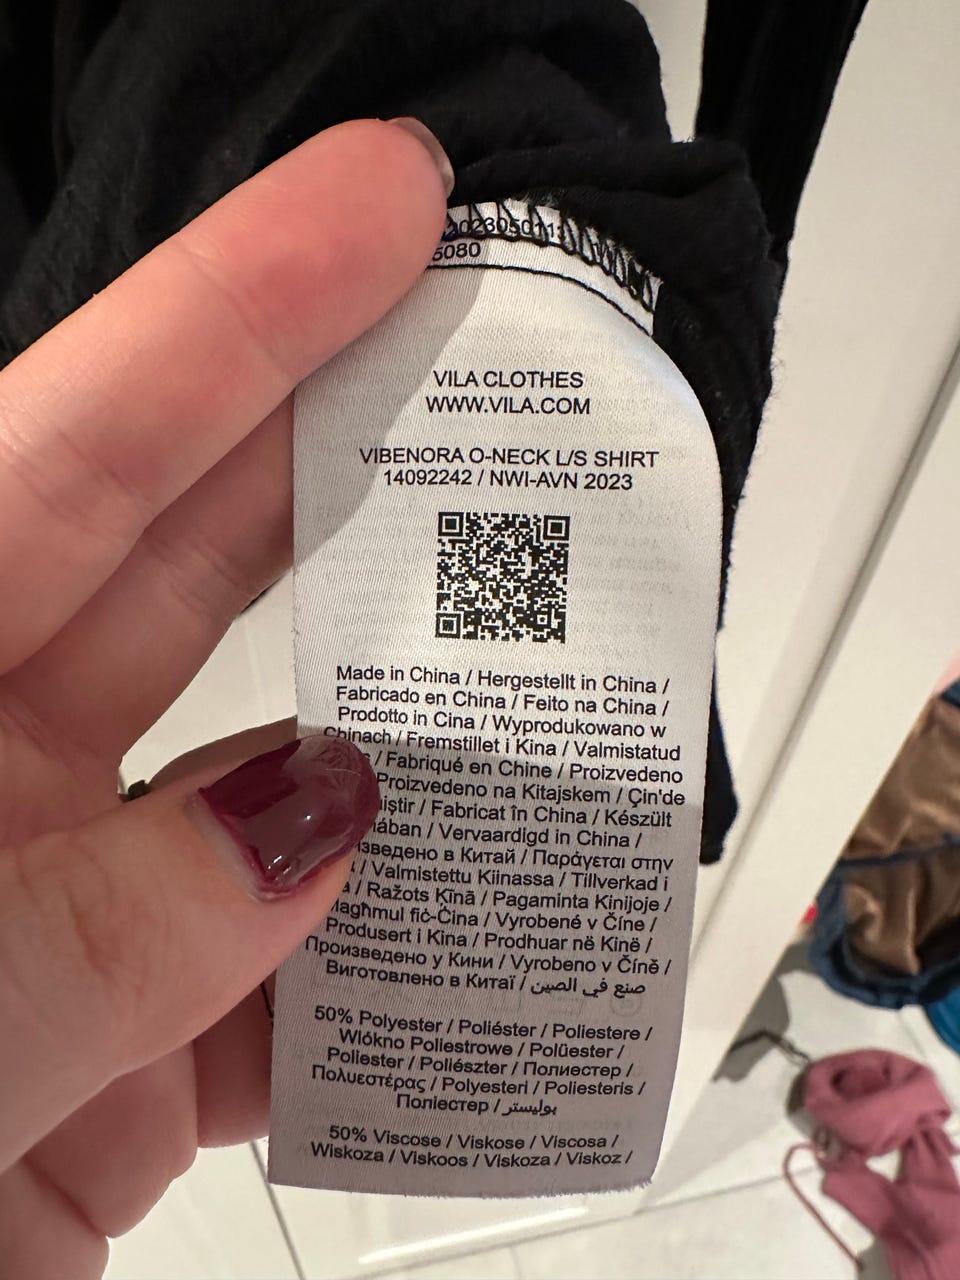 5080
VILA CLOTHES
WWW.VILA.COM
VIBENORA O-NECK L/S SHIRT
14092242 / NWI-AVN 2023
Made in China / Hergestellt in China /
Fabricado en China / Feito na China /
Prodotto in Cina / Wyprodukowano w
Chinach / Fremstillet i Kina / Valmistatud
/ Fabriqué en Chine / Proizvedeno
Proizvedeno na Kitajskem / Çin'de
/ Fabricat în China / Készült
/ Vervaardigd in China /
в Китай / Παράγεται στην
/ Valmistettu Kiinassa / Tillverkad i
/ Ražots Ķīnā / Pagaminta Kinijoje /
fiċ-Ċina / Vyrobené v Číne /
Produsert i Kina / Prodhuar në Kinë /
Произведено у Кини / Vyrobeno v Číně /
Виготовлено в Китаї / صنع في الصين
50% Polyester / Poliéster / Poliestere /
Włókno Poliestrowe / Polüester /
Poliester / Poliészter / Полиестер /
Πολυεστέρας / Polyesteri / Poliesteris /
Поліестер / بوليستر
50% Viscose / Viskose / Viscosa /
Wiskoza / Viskoos / Viskoza / Viskoz /